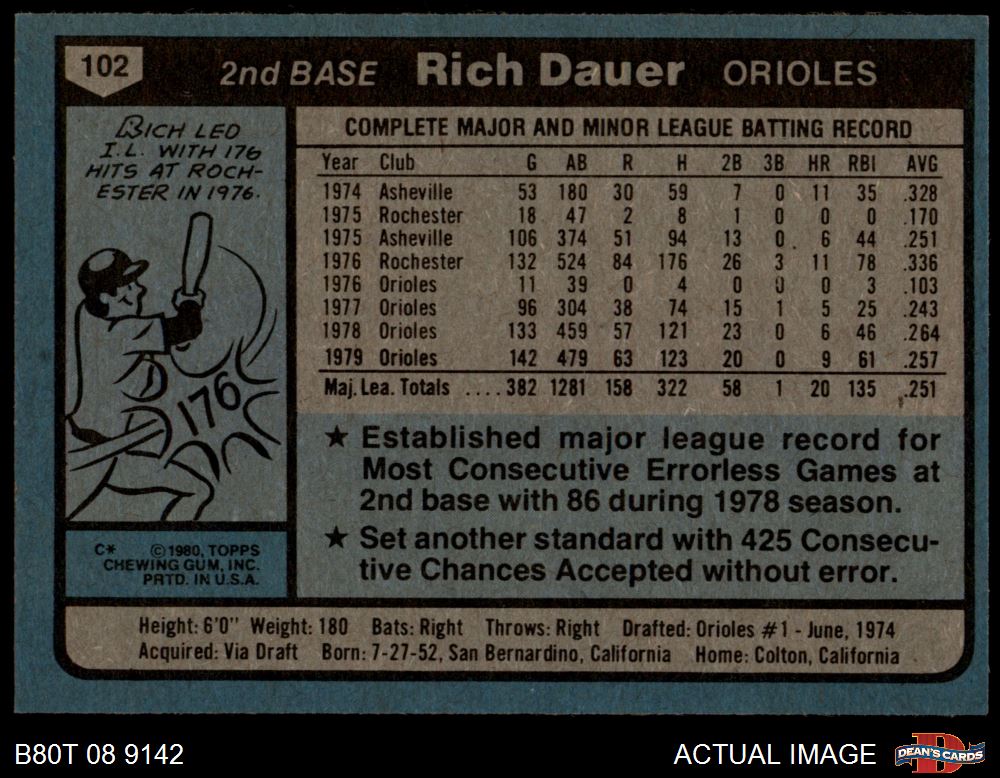 102
2nd BASE Rich Dauer ORIOLES
RICH LED
I.L. WITH 176
HITS AT ROCH-
ESTER IN 1976.
176
C* ©1980, TOPPS
CHEWING GUM, INC.
PRTD. IN U.S.A.
COMPLETE MAJOR AND MINOR LEAGUE BATTING RECORD
Year Club G AB R H 2B 3B HR RBI AVG
1974 Asheville 53 180 30 59 7 0 11 35 .328
1975 Rochester 18 47 2 8 1 0 0 0 .170
1975 Asheville 106 374 51 94 13 0 6 44 .251
1976 Rochester 132 524 84 176 26 3 11 78 .336
1976 Orioles 11 39 0 4 0 0 0 3 .103
1977 Orioles 96 304 38 74 15 1 5 25 .243
1978 Orioles 133 459 57 121 23 0 6 46 .264
1979 Orioles 142 479 63 123 20 0 9 61 .257
Maj. Lea. Totals ....382 1281 158 322 58 1 20 135 .251
★ Established major league record for
Most Consecutive Errorless Games at
2nd base with 86 during 1978 season.
★ Set another standard with 425 Consecu-
tive Chances Accepted without error.
Height: 6'0" Weight: 180 Bats: Right Throws: Right Drafted: Orioles #1 - June, 1974
Acquired: Via Draft Born: 7-27-52, San Bernardino, California Home: Colton, California
B80T 08 9142
ACTUAL IMAGE
DEAN'S CARDS